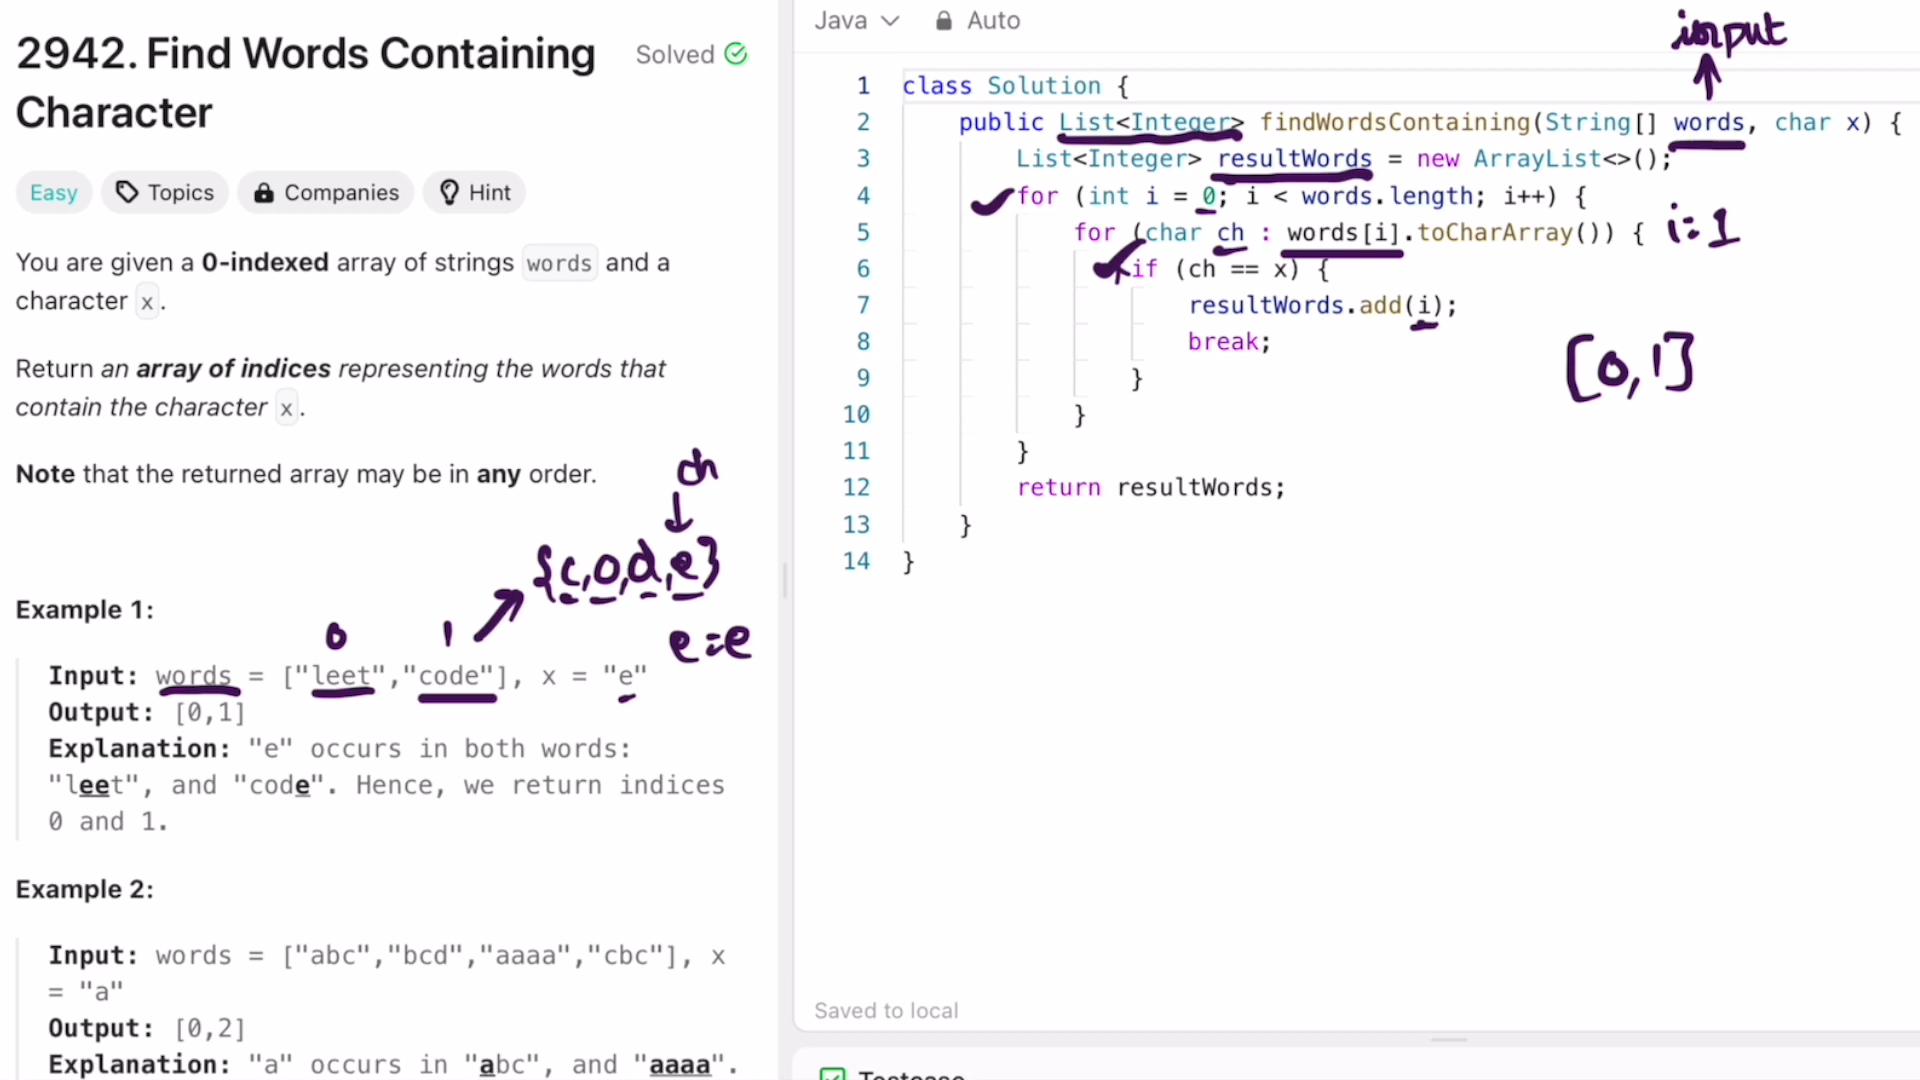 2942. Find Words Containing
Character
Solved
Easy
Topics
Companies
Hint
You are given a 0-indexed array of strings words and a
character x.
Return an array of indices representing the words that
contain the character x.
Note that the returned array may be in any order.
ch
{c,o,d,e}
e=e
Example 1:
0 1
Input: words = ["leet","code"], x = "e"
Output: [0,1]
Explanation: "e" occurs in both words:
"leet", and "code". Hence, we return indices
0 and 1.
Example 2:
Input: words = ["abc","bcd","aaaa","cbc"], x
= "a"
Output: [0,2]
Explanation: "a" occurs in "abc", and "aaaa".
Java
Auto
input
1 class Solution {
2 public List<Integer> findWordsContaining(String[] words, char x) {
3 List<Integer> resultWords = new ArrayList<>();
4 for (int i = 0; i < words.length; i++) {
5 for (char ch : words[i].toCharArray()) {
i=1
6 if (ch == x) {
7 resultWords.add(i);
8 break;
[0,1]
9 }
10 }
11 }
12 return resultWords;
13 }
14 }
Saved to local
Testcase